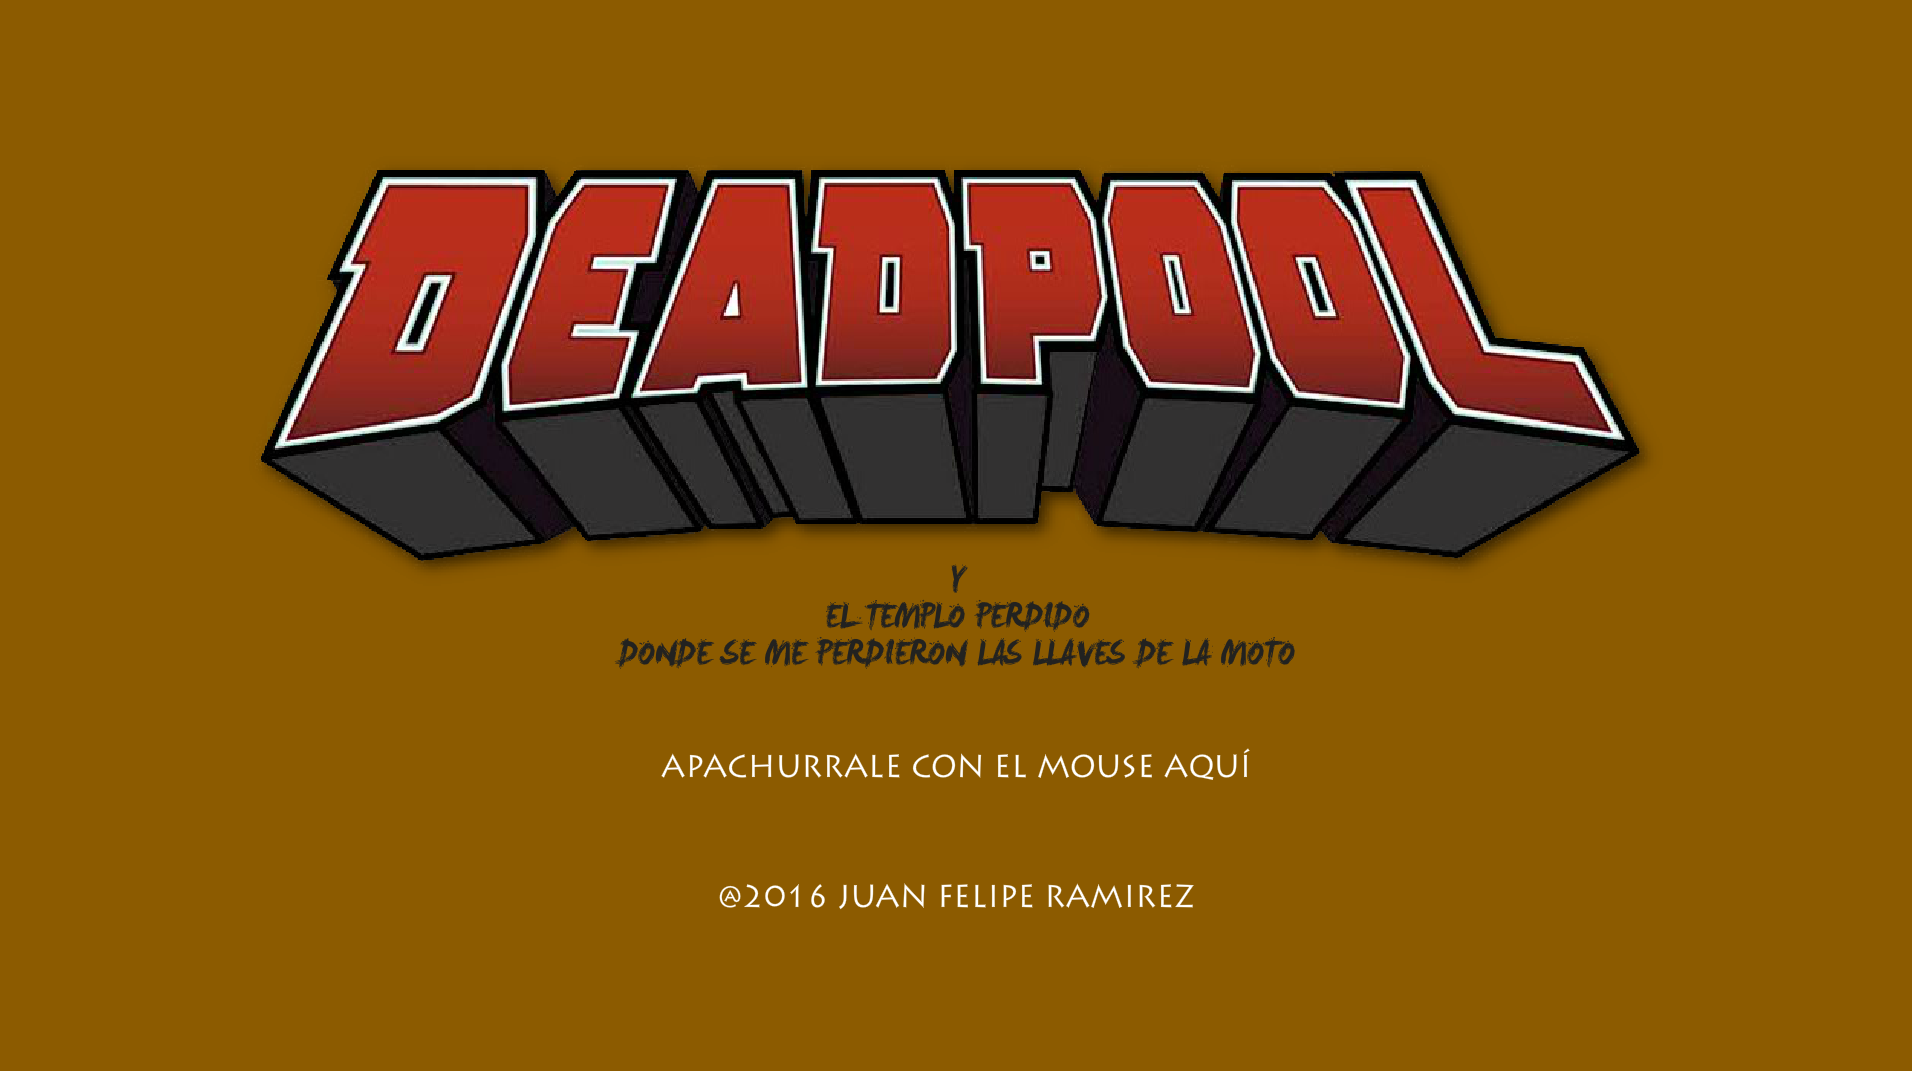 DEADPOOL
Y
EL TEMPLO PERDIDO
DONDE SE ME PERDIERON LAS LLAVES DE LA MOTO
APACHURRALE CON EL MOUSE AQUÍ
@2016 JUAN FELIPE RAMIREZ